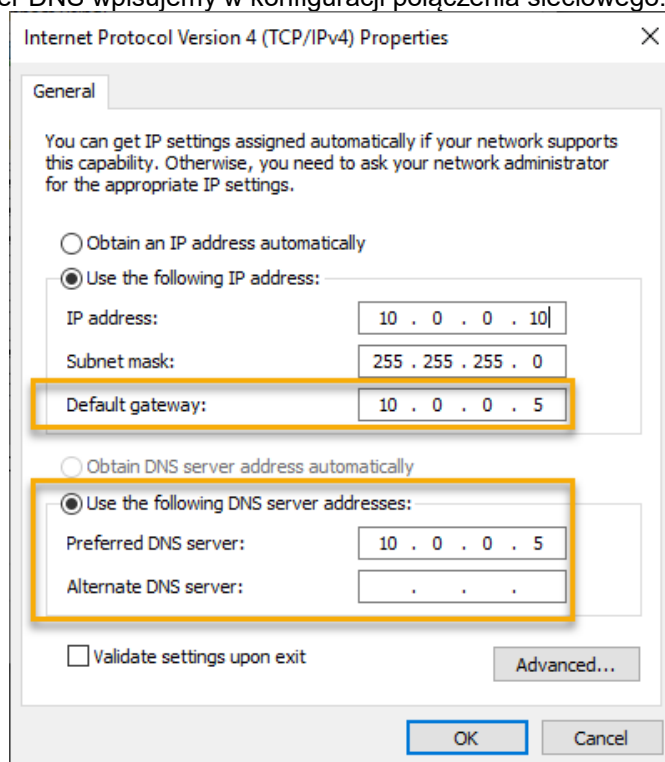 er DNS wpisujemy w konfiguracji połączenia sieciowego.
Internet Protocol Version 4 (TCP/IPv4) Properties
General
You can get IP settings assigned automatically if your network supports
this capability. Otherwise, you need to ask your network administrator
for the appropriate IP settings.
Obtain an IP address automatically
Use the following IP address:
IP address: 10 . 0 . 0 . 10
Subnet mask: 255 . 255 . 255 . 0
Default gateway: 10 . 0 . 0 . 5
Obtain DNS server address automatically
Use the following DNS server addresses:
Preferred DNS server: 10 . 0 . 0 . 5
Alternate DNS server: . . .
Validate settings upon exit
Advanced...
OK Cancel